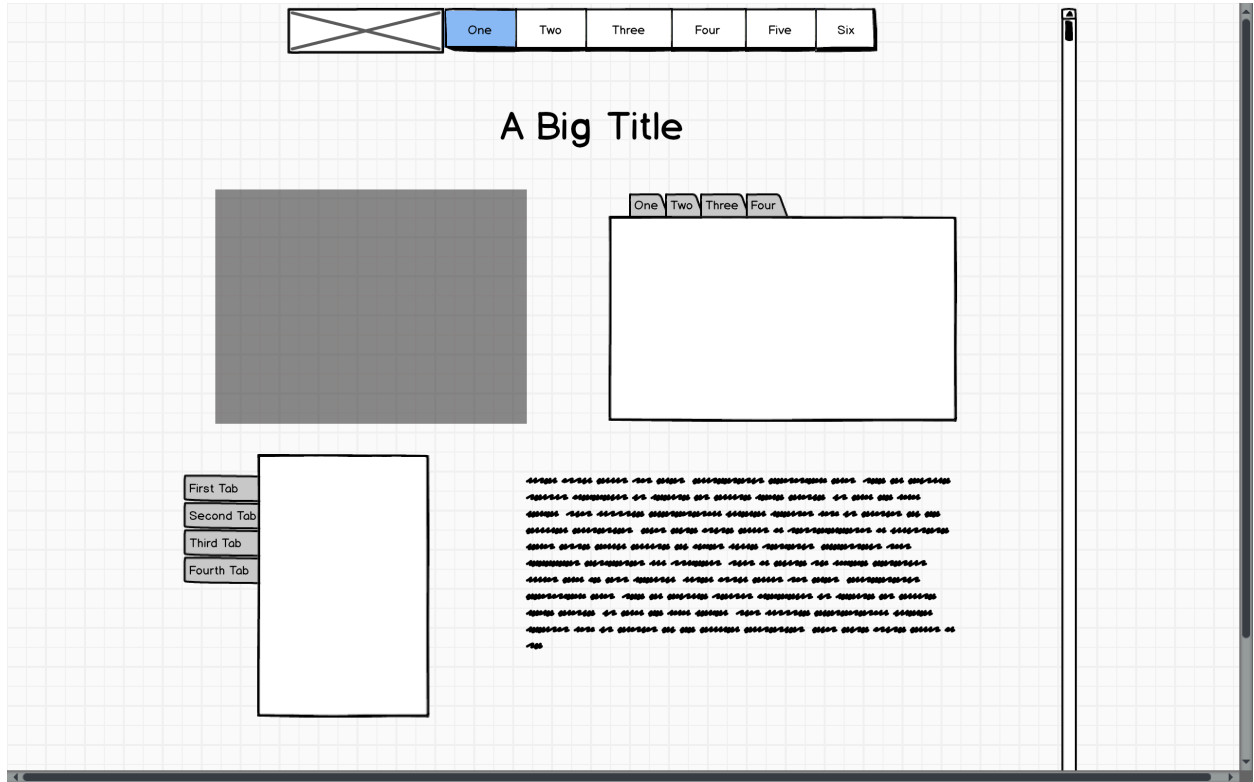 One Two Three Four Five Six
A Big Title
One Two Three Four
First Tab
Second Tab
Third Tab
Fourth Tab